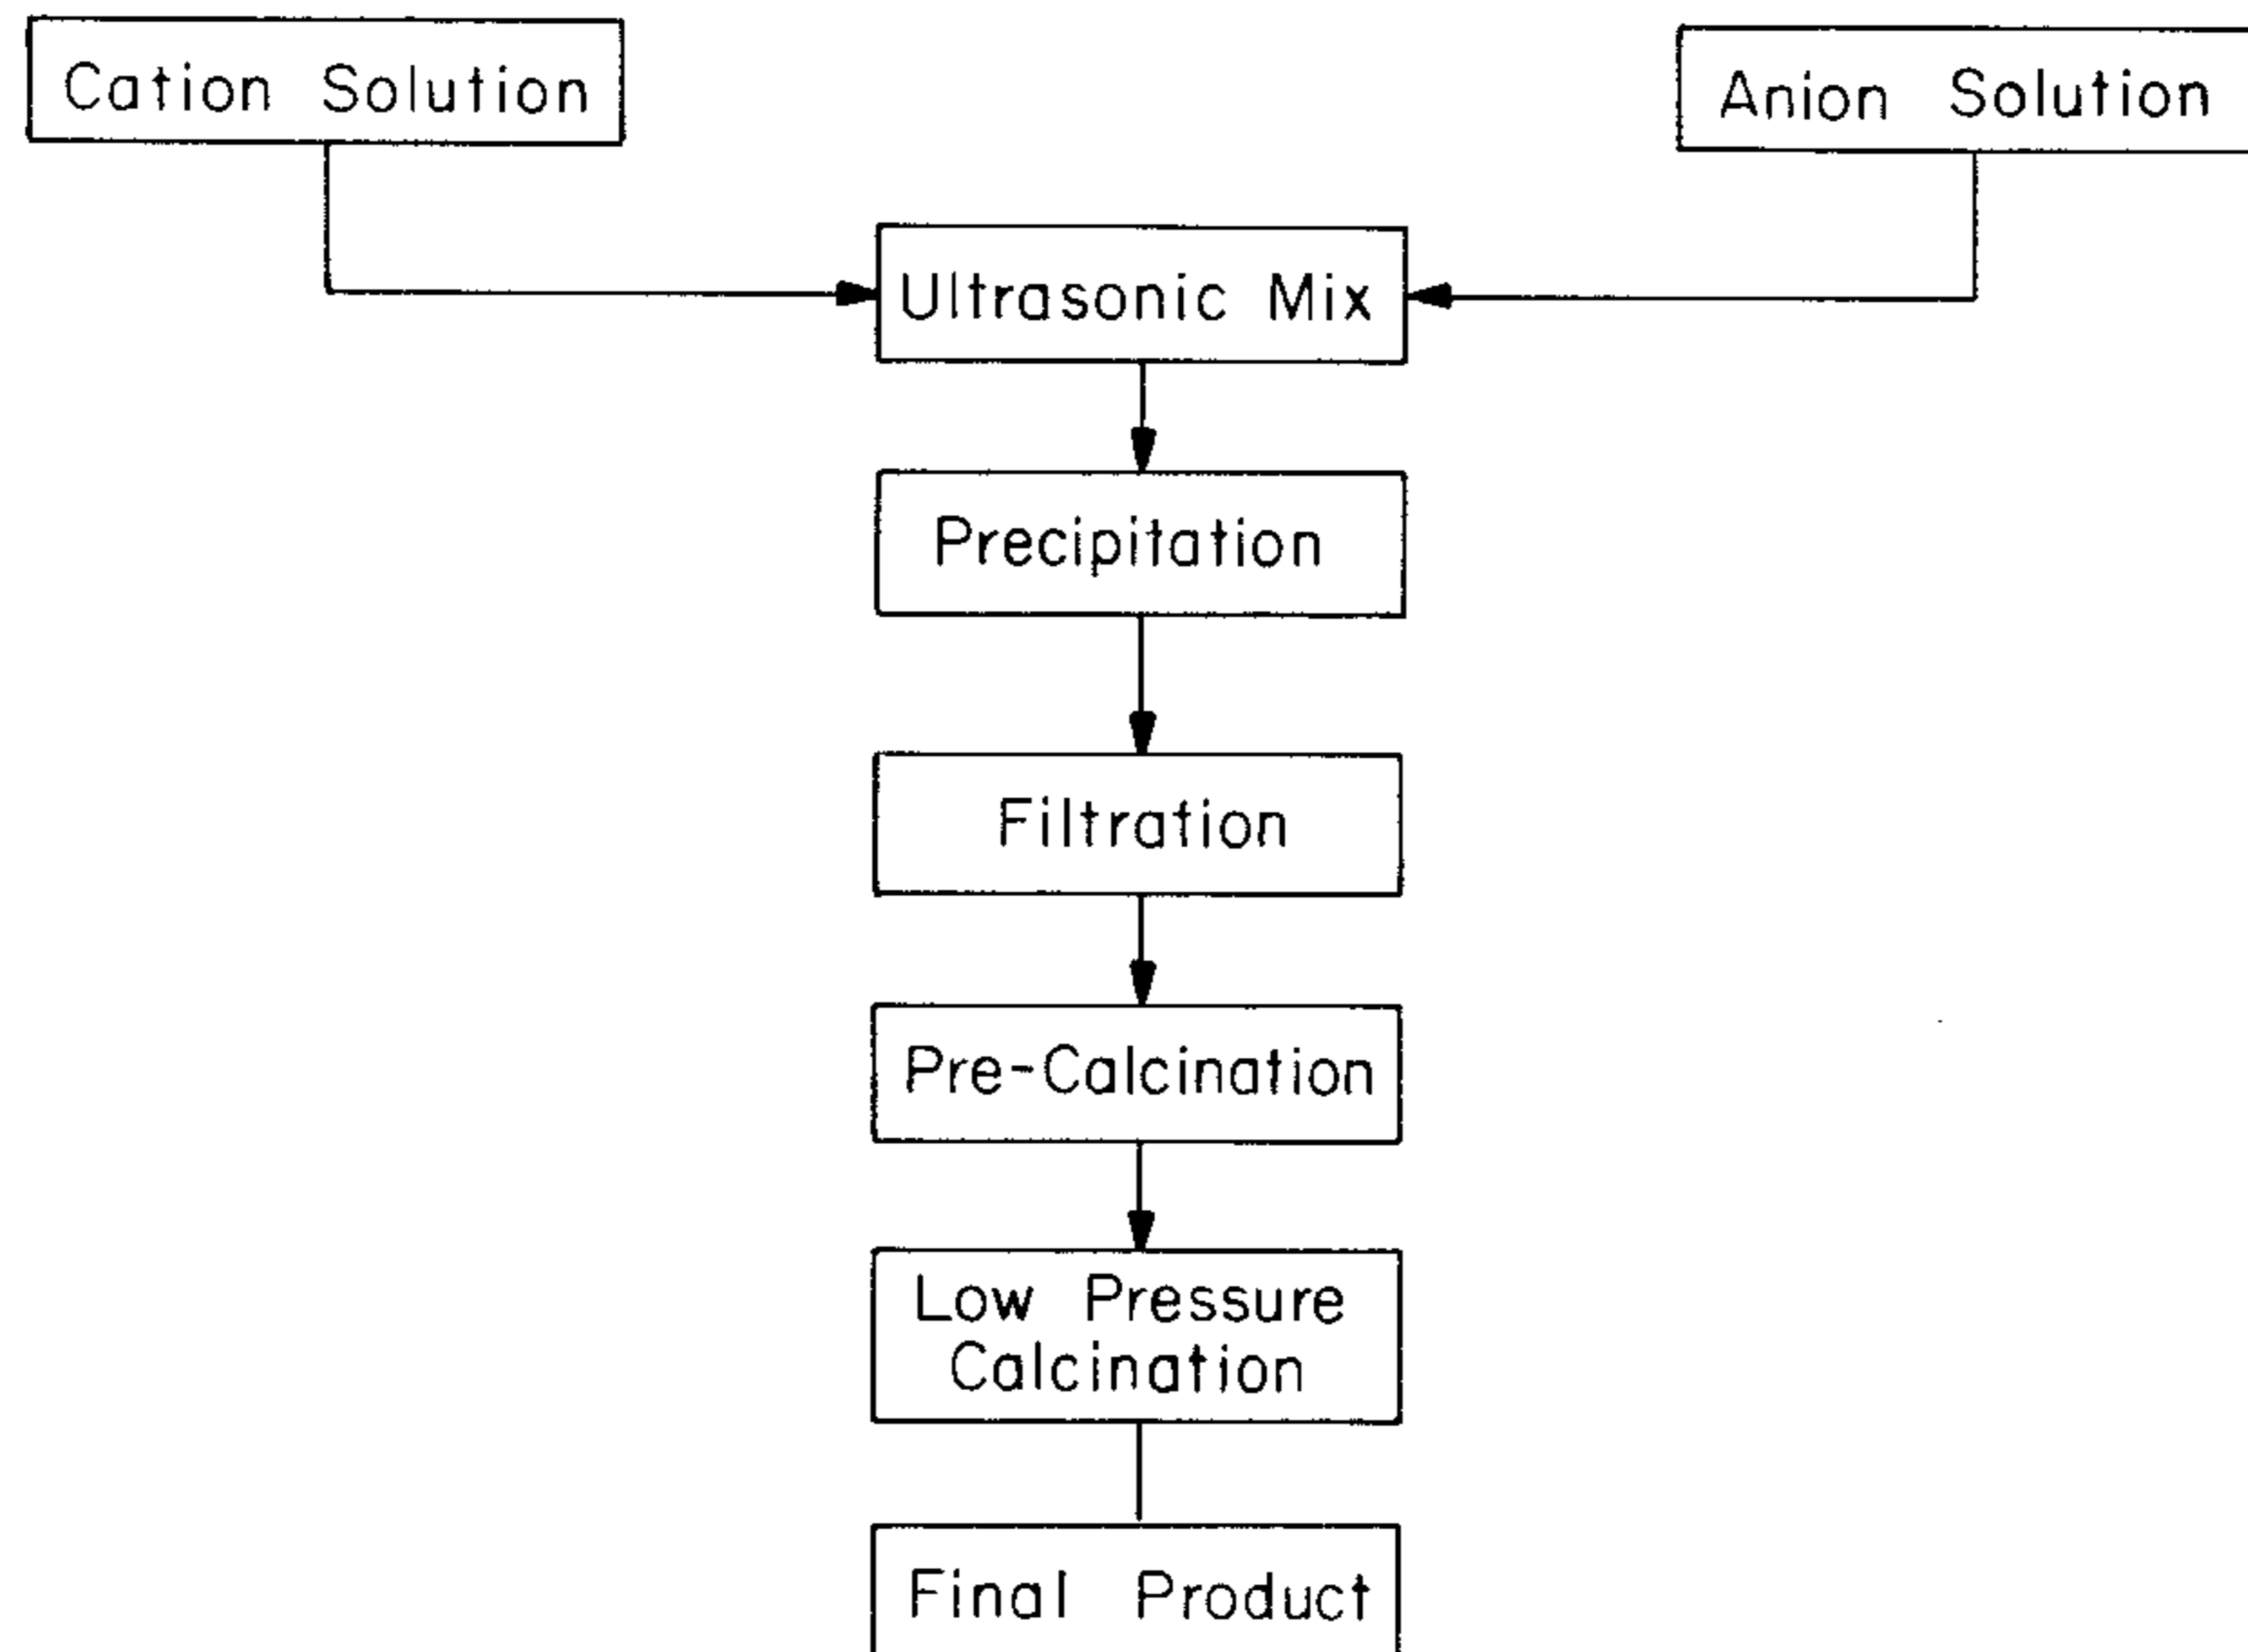 Cation Solution
Anion Solution
Ultrasonic Mix
Precipitation
Filtration
Pre-Calcination
Low Pressure
Calcination
Final Product